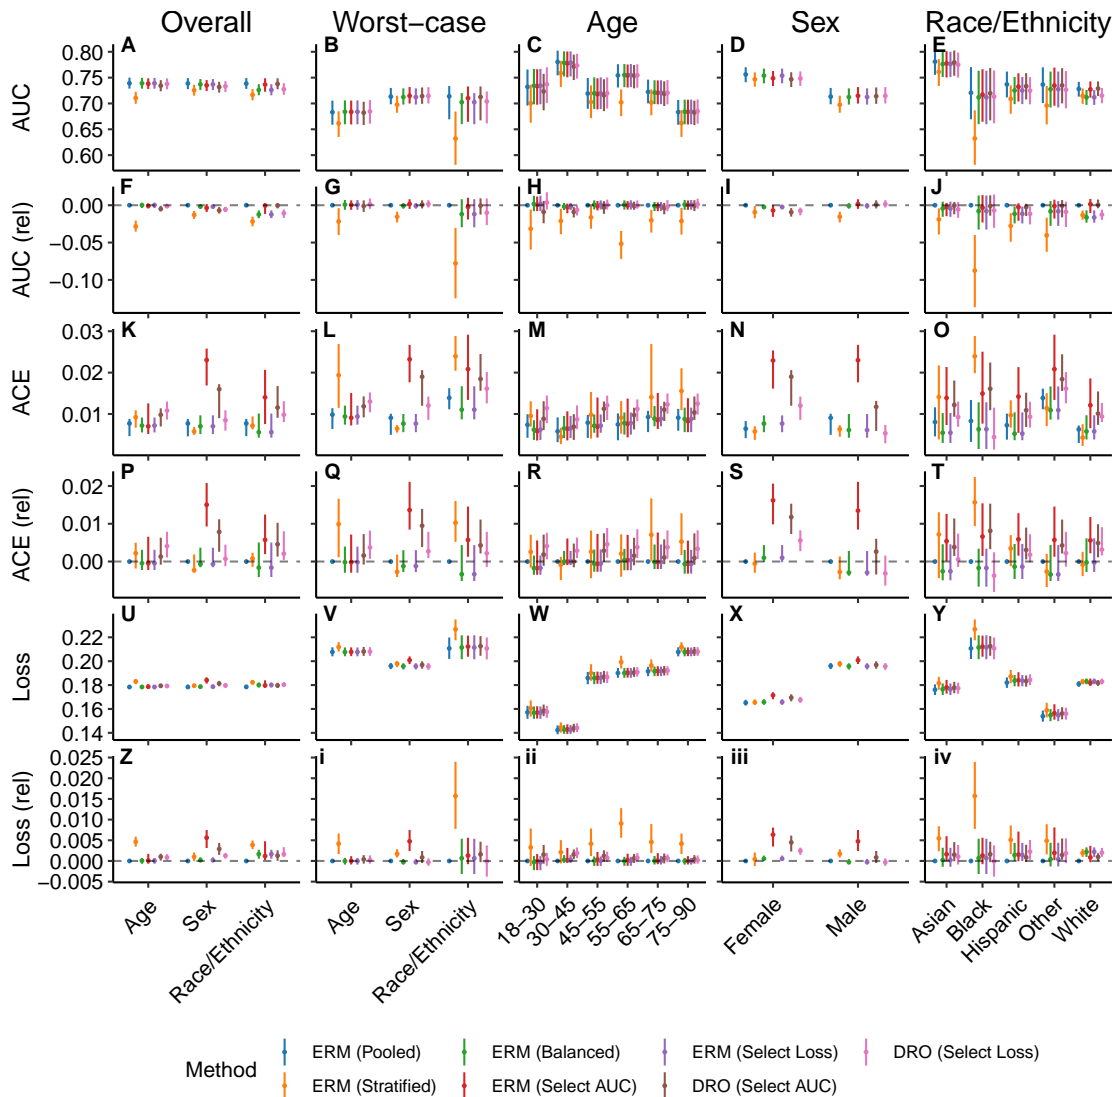 Overall Worst−case Age Sex Race/Ethnicity
A B C D E
AUC
0.80
0.75
0.70
0.65
0.60
F G H I J
AUC (rel)
0.00
−0.05
−0.10
K L M N O
ACE
0.03
0.02
0.01
P Q R S T
ACE (rel)
0.02
0.01
0.00
U V W X Y
Loss
0.22
0.20
0.18
0.16
0.14
Z i ii iii iv
Loss (rel)
0.025
0.020
0.015
0.010
0.005
0.000
−0.005
Age Sex Race/Ethnicity Age Sex Race/Ethnicity 18−30 30−45 45−55 55−65 65−75 75−90 Female Male Asian Black Hispanic Other White
Method
ERM (Pooled) ERM (Balanced) ERM (Select Loss) DRO (Select Loss)
ERM (Stratified) ERM (Select AUC) DRO (Select AUC)